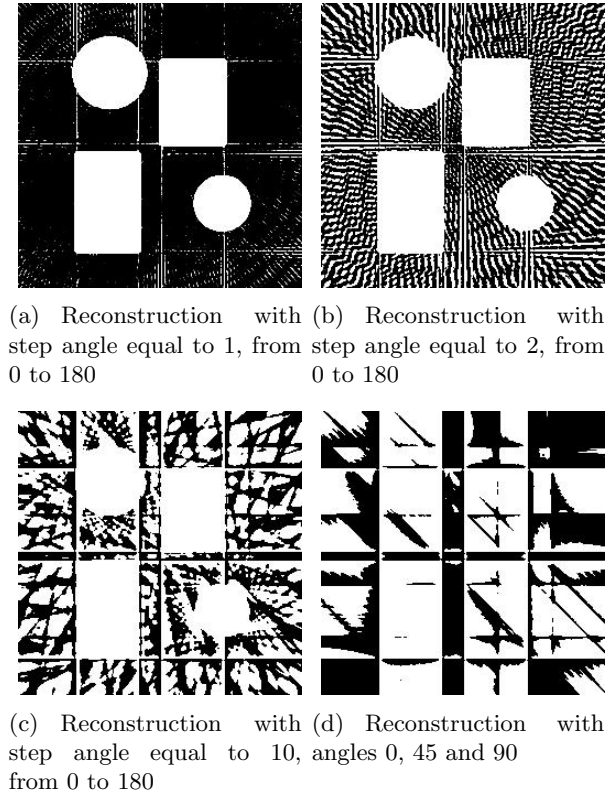 (a) Reconstruction with
step angle equal to 1, from
0 to 180
(b) Reconstruction with
step angle equal to 2, from
0 to 180
(c) Reconstruction with
step angle equal to 10,
from 0 to 180
(d) Reconstruction with
angles 0, 45 and 90